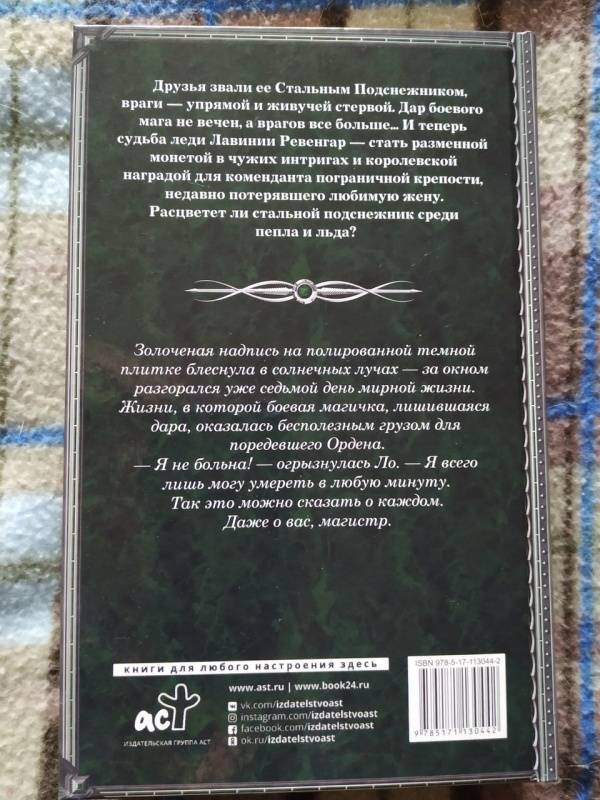 Друзья звали ее Стальным Подснежником,
враги — упрямой и живучей стервой. Дар боевого
мага не вечен, а врагов все больше... И теперь
судьба леди Лавинии Ревенгар — стать разменной
монетой в чужих интригах и королевской
наградой для коменданта пограничной крепости,
недавно потерявшего любимую жену.
Расцветет ли стальной подснежник среди
пепла и льда?
Золоченая надпись на полированной темной
плитке блеснула в солнечных лучах — за окном
разгорался уже седьмой день мирной жизни.
Жизни, в которой боевая магичка, лишившаяся
дара, оказалась бесполезным грузом для
поредевшего Ордена.
— Я не больна! — огрызнулась Ло. — Я всего
лишь могу умереть в любую минуту.
Так это можно сказать о каждом.
Даже о вас, магистр.
книги для любого настроения здесь
www.ast.ru | www.book24.ru
vk.com/izdatelstvoast
instagram.com/izdatelstvoast
facebook.com/izdatelstvoast
ok.ru/izdatelstvoast
аст
ИЗДАТЕЛЬСКАЯ ГРУППА АСТ
ISBN 978-5-17-113044-2
9 785171 130442